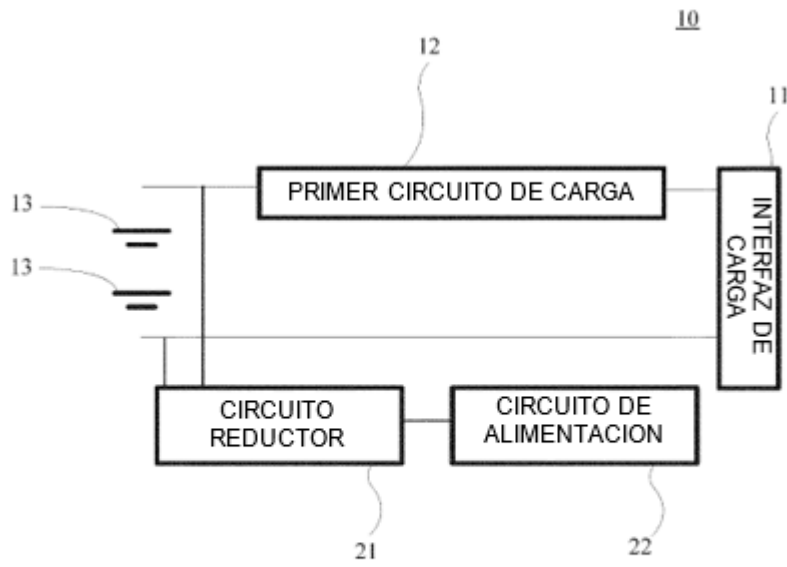 10
12
11
PRIMER CIRCUITO DE CARGA
INTERFAZ DE
CARGA
13
13
CIRCUITO
REDUCTOR
CIRCUITO DE
ALIMENTACION
21
22